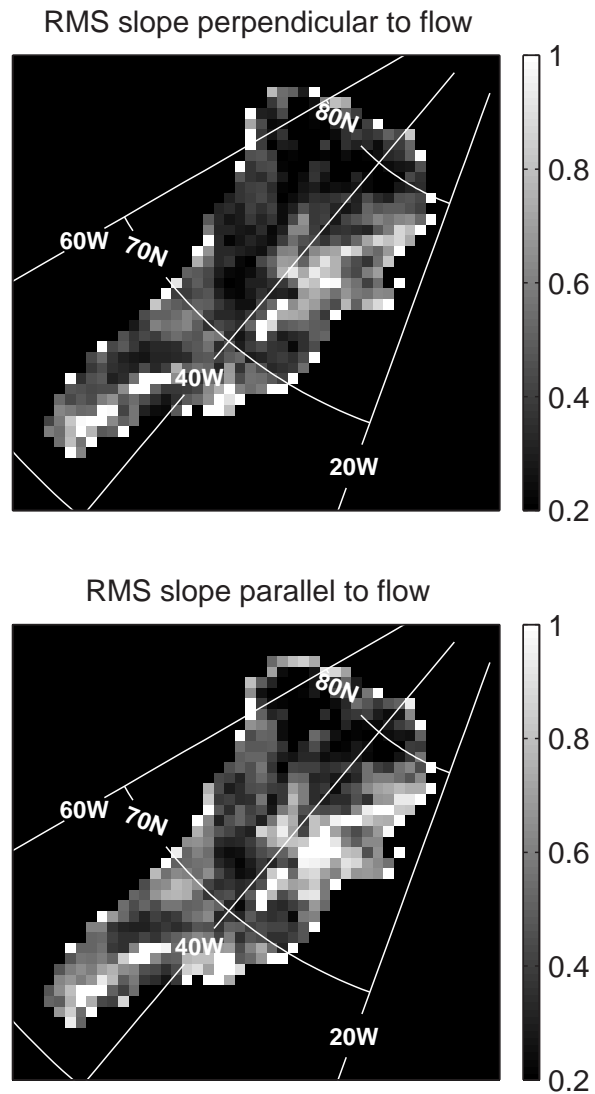 RMS slope perpendicular to flow
1
80N
0.8
60W 70N
0.6
0.4
40W
20W
0.2
RMS slope parallel to flow
1
80N
0.8
60W 70N
0.6
0.4
40W
20W
0.2